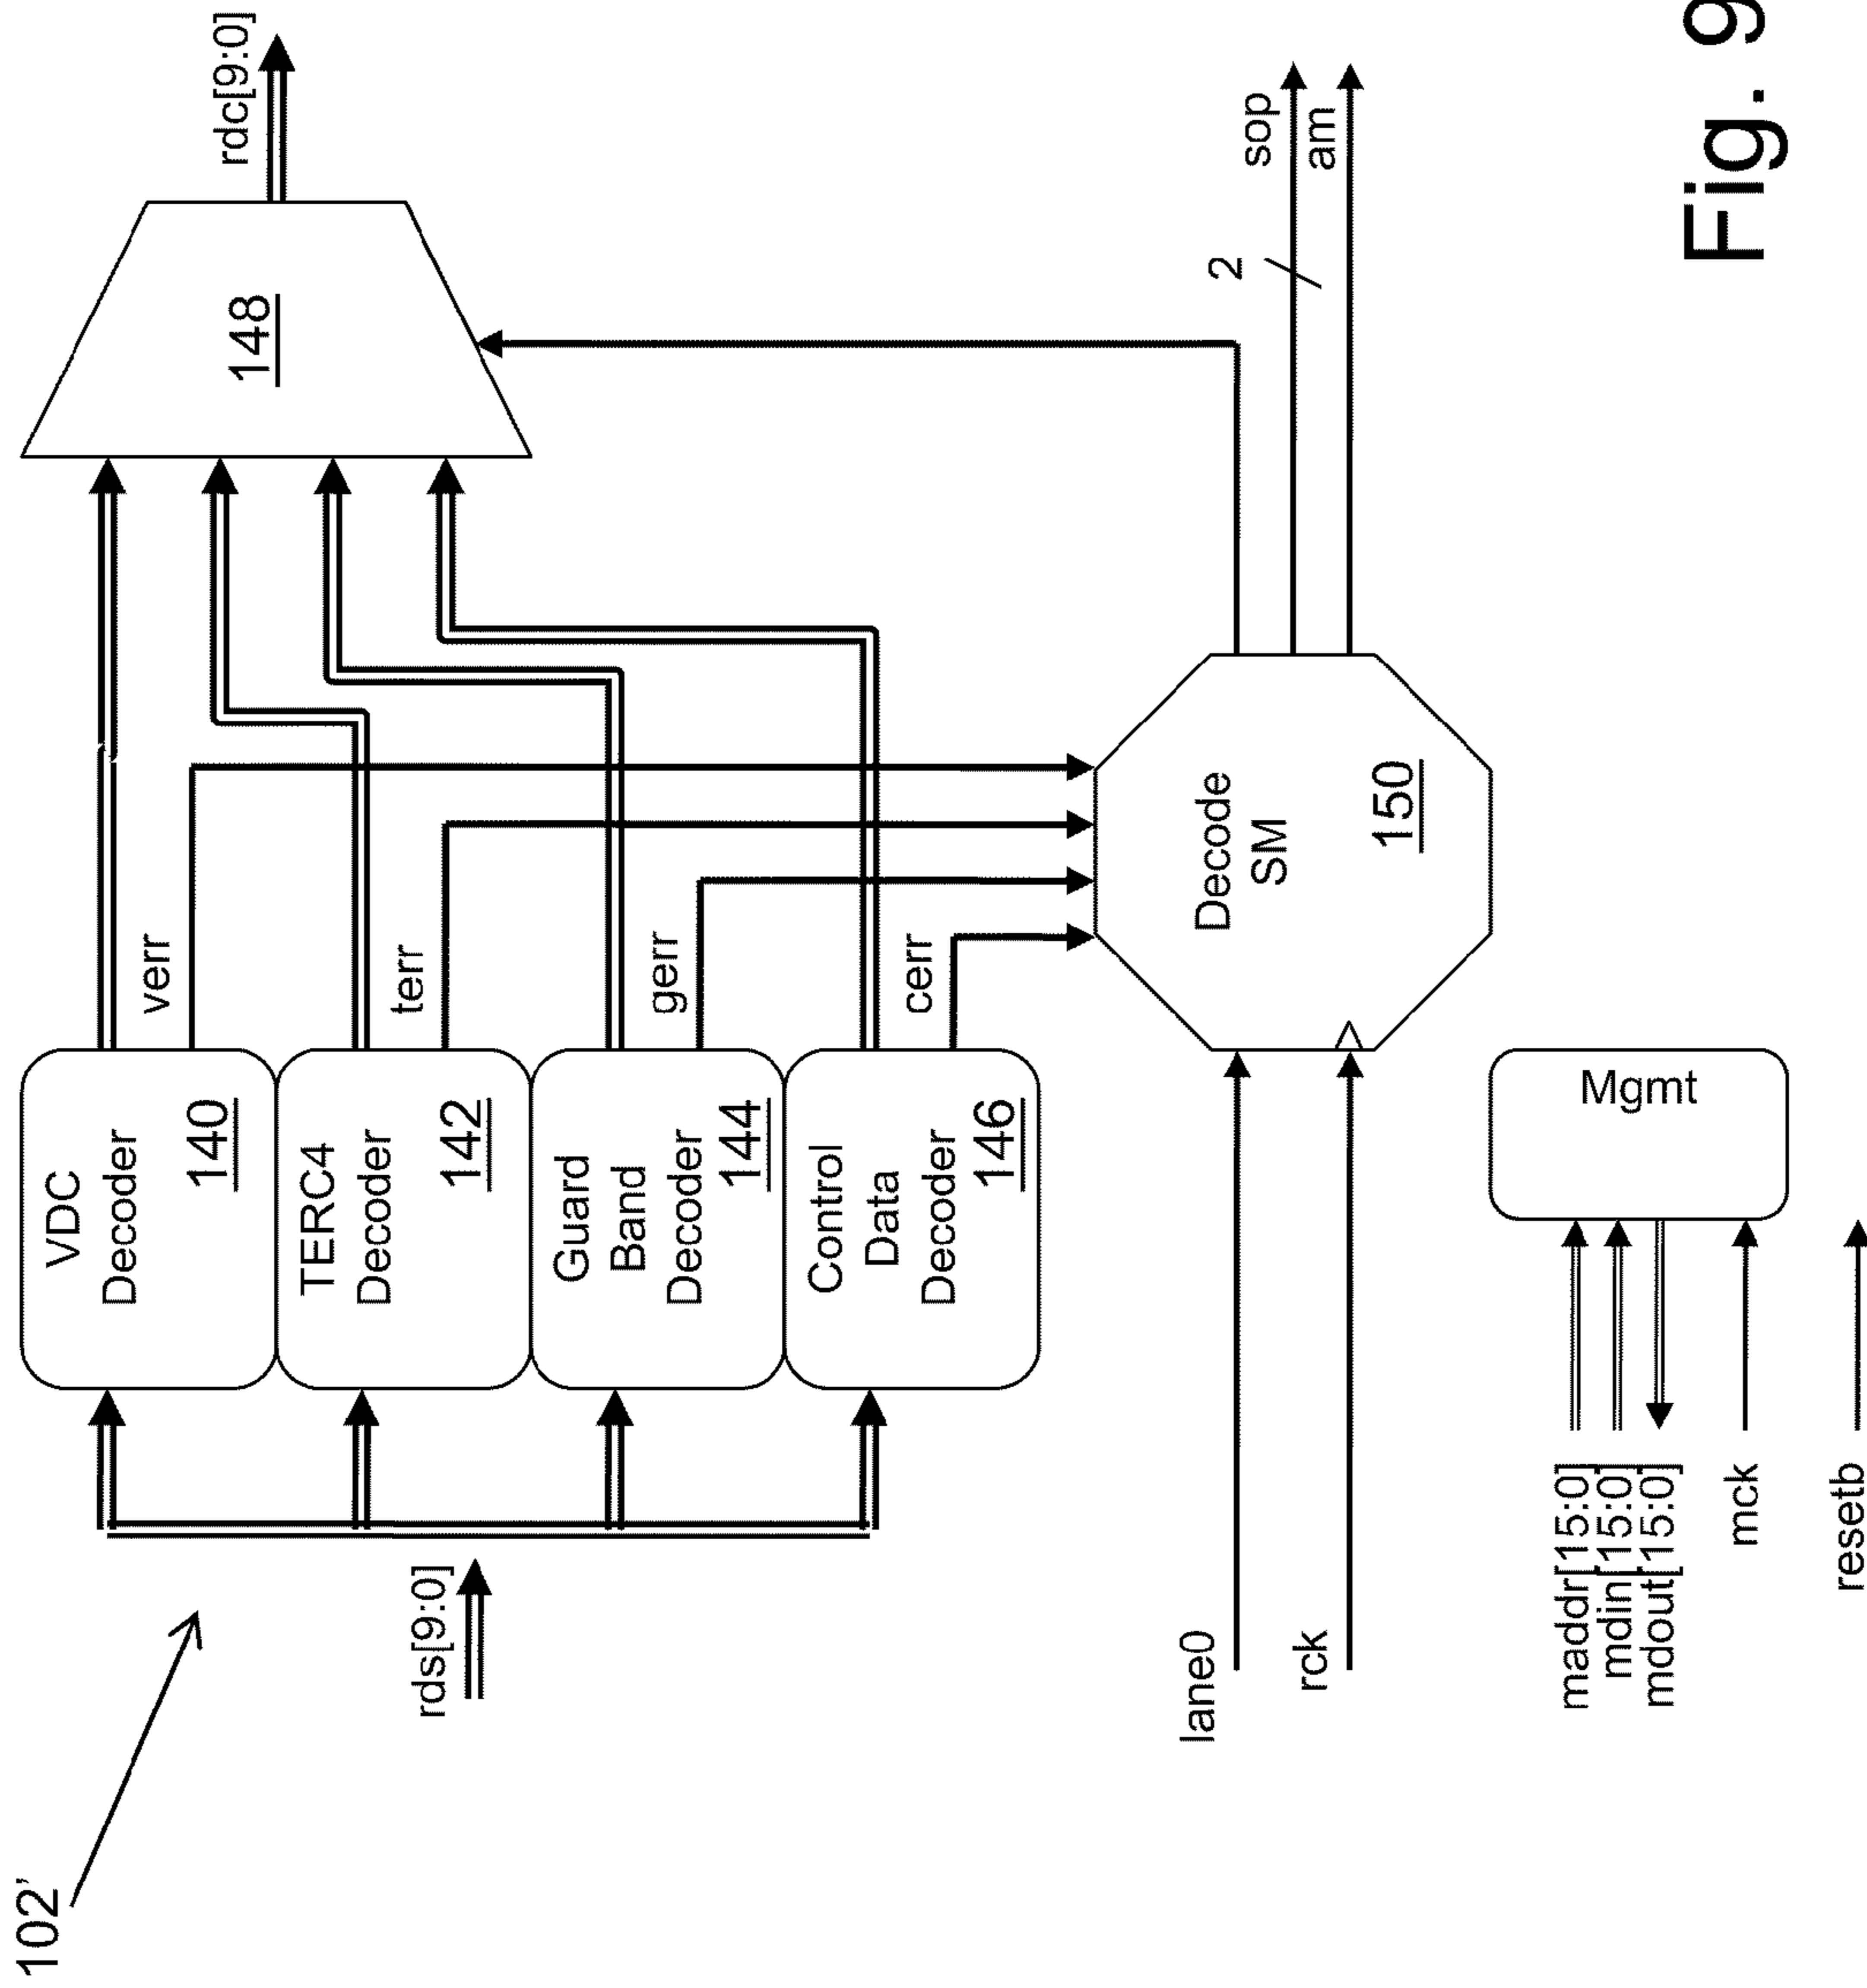 102'
rds[9:0]
VDC
Decoder
140
TERC4
Decoder
142
Guard
Band
Decoder
144
Control
Data
Decoder
146
verr
terr
gerr
cerr
148
rdc[9:0]
lane0
rck
Decode
SM
150
2
sop
am
maddr[15:0]
mdin[15:0]
mdout[15:0]
mck
resetb
Mgmt
Fig. 9